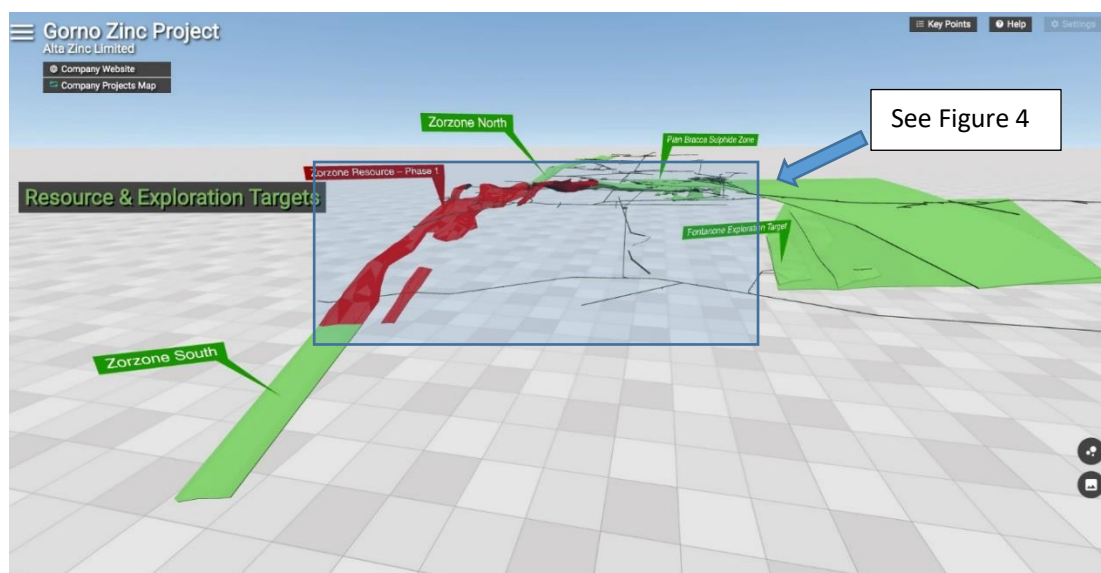 Gorno Zinc Project
Alta Zinc Limited
Company Website
Company Projects Map
Key Points
Help
Settings
See Figure 4
Zorzone North
Pian Bracca Sulphide Zone
Zorzone Resource – Phase 1
Resource & Exploration Targets
Fontanone Exploration Target
Zorzone South